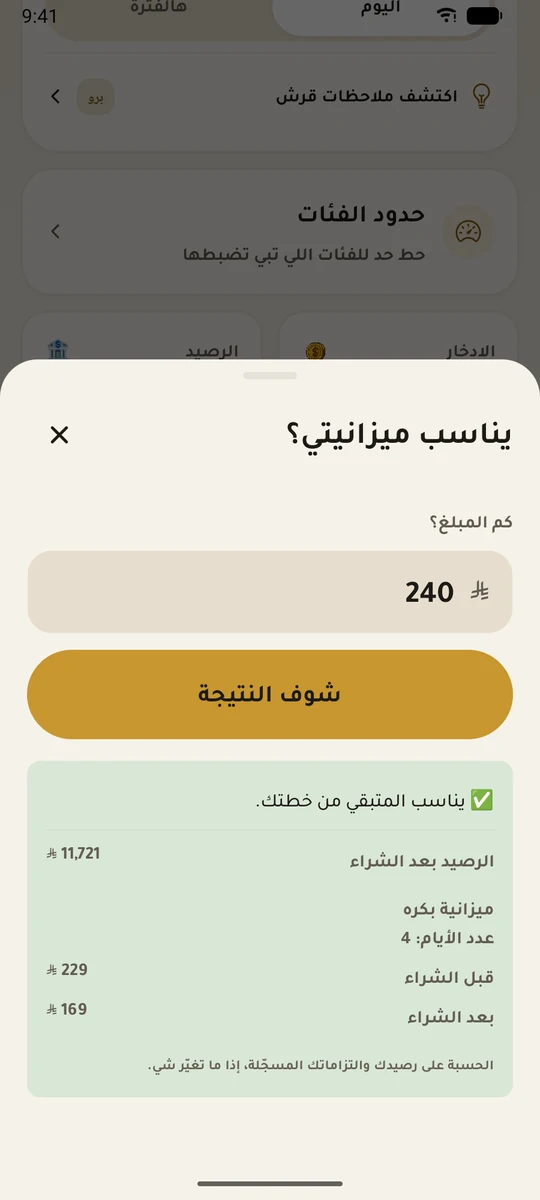 9:41
اليوم
هالفترة
اكتشف ملاحظات قرش
برو
حدود الفئات
حط حد للفئات اللي تبي تضبطها
الادخار
الرصيد
يناسب ميزانيتي؟
كم المبلغ؟
240
شوف النتيجة
✅ يناسب المتبقي من خطتك.
الرصيد بعد الشراء 11,721
ميزانية بكره
عدد الأيام: 4
قبل الشراء 229
بعد الشراء 169
الحسبة على رصيدك والتزاماتك المسجّلة، إذا ما تغيّر شي.